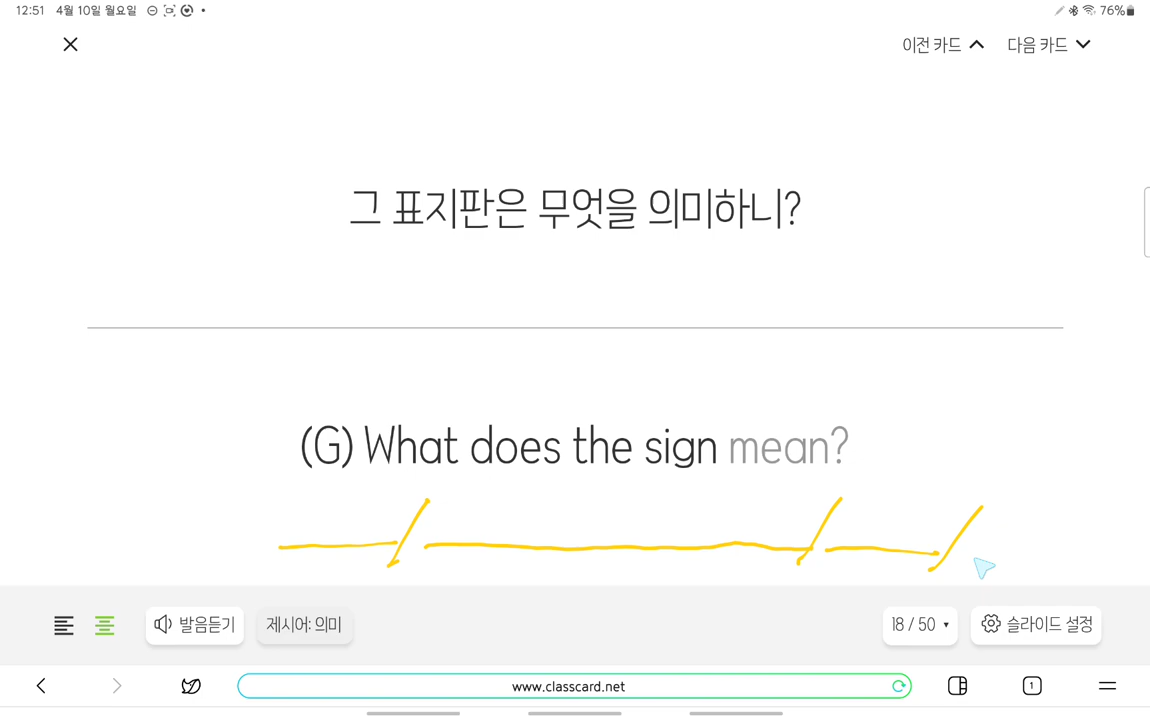 12:51 4월 10일 월요일 76%
이전 카드 다음 카드
그 표지판은 무엇을 의미하니?
(G) What does the sign mean?
발음듣기 제시어: 의미 18 / 50 슬라이드 설정
www.classcard.net 1